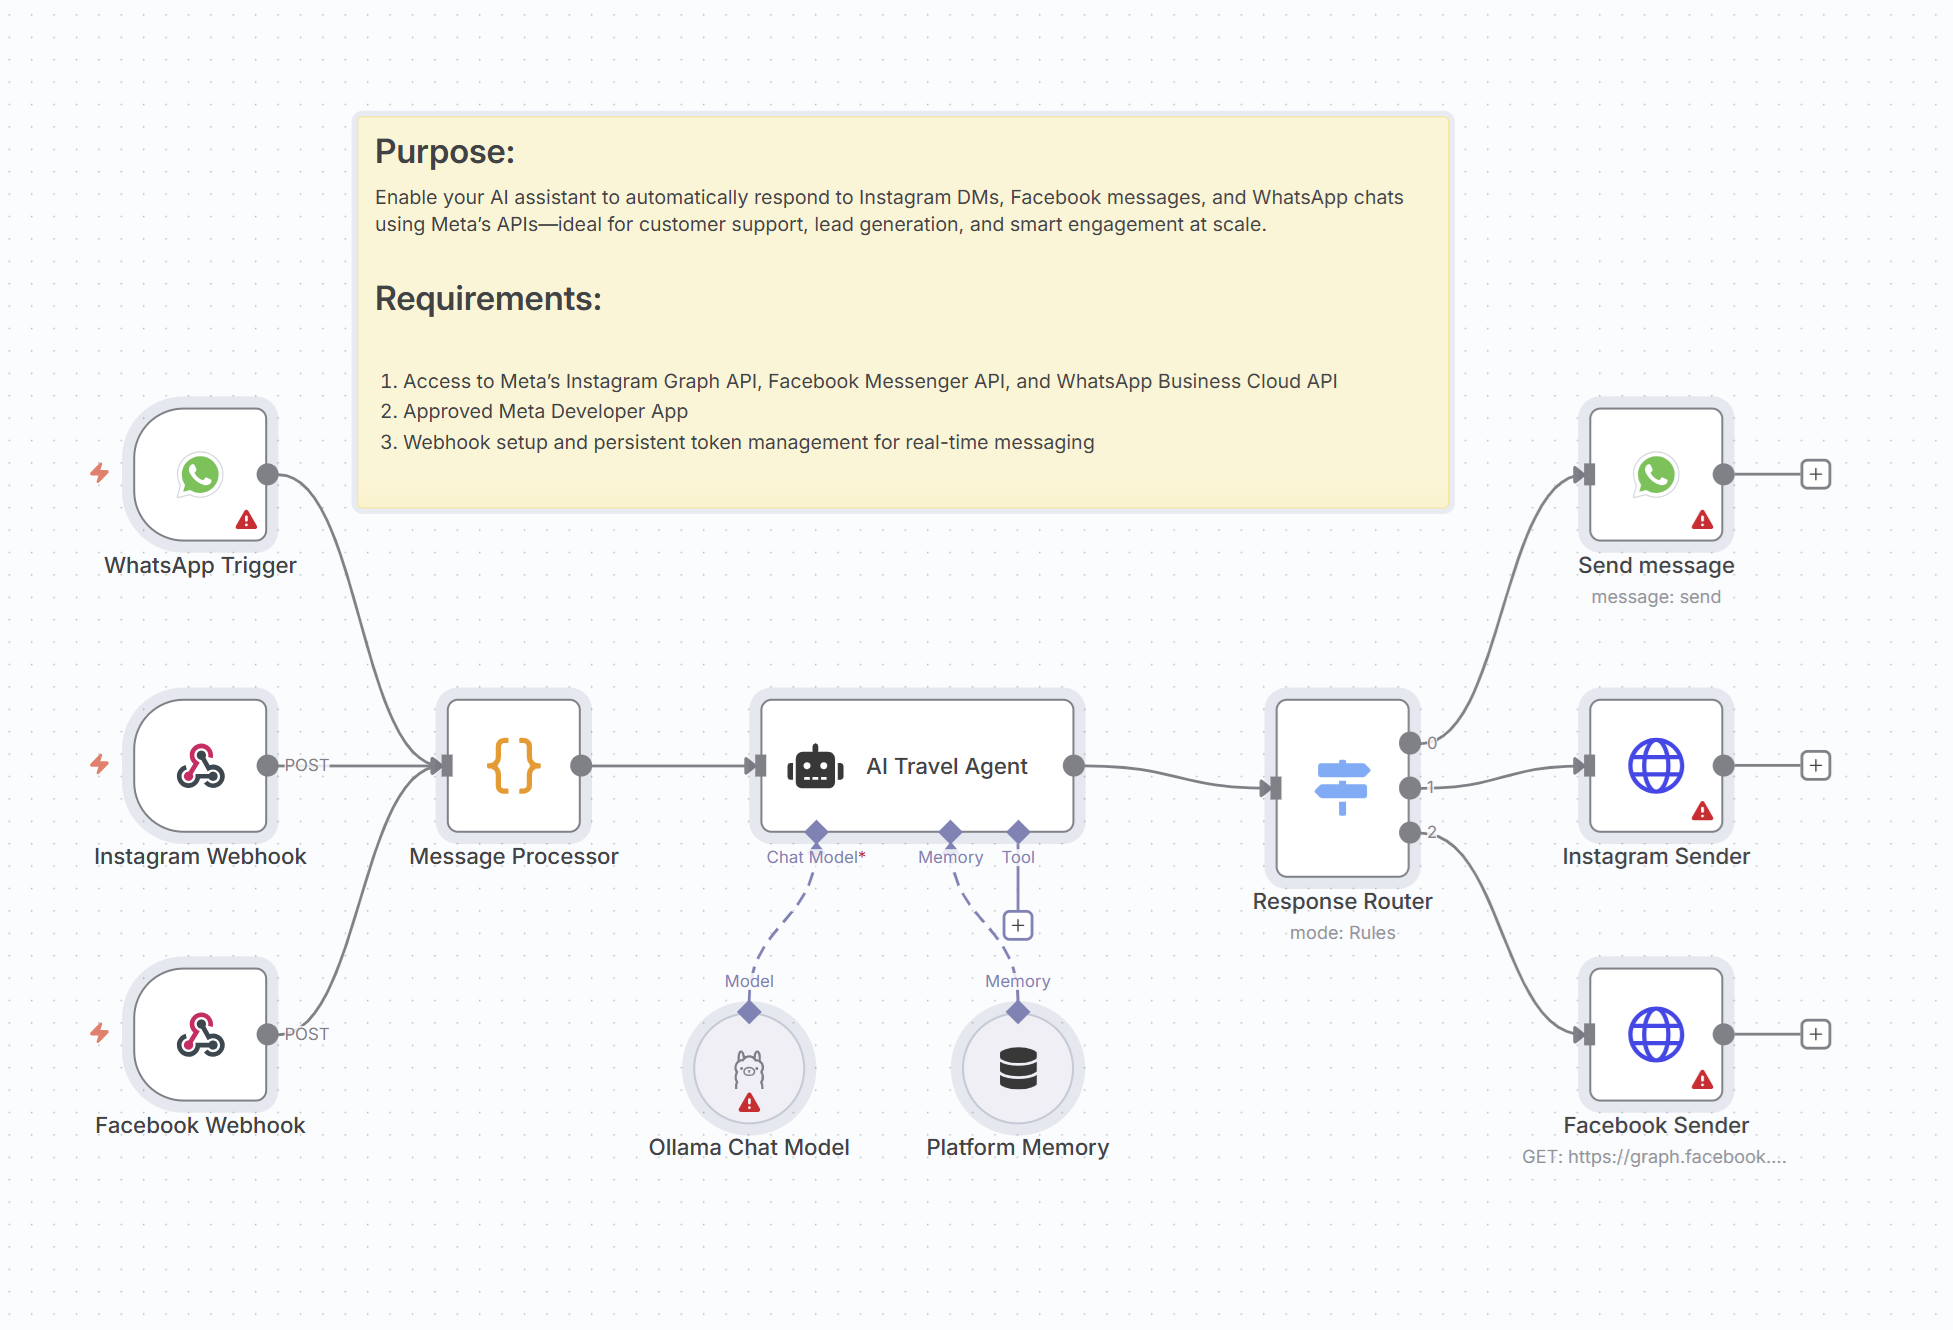 Purpose:
Enable your AI assistant to automatically respond to Instagram DMs, Facebook messages, and WhatsApp chats
using Meta’s APIs—ideal for customer support, lead generation, and smart engagement at scale.
Requirements:
1. Access to Meta’s Instagram Graph API, Facebook Messenger API, and WhatsApp Business Cloud API
2. Approved Meta Developer App
3. Webhook setup and persistent token management for real-time messaging
WhatsApp Trigger
Send message
message: send
POST
AI Travel Agent
0
1
2
Instagram Webhook
Message Processor
Chat Model*
Memory
Tool
Instagram Sender
Response Router
mode: Rules
Model
Memory
POST
Facebook Webhook
Ollama Chat Model
Platform Memory
Facebook Sender
GET: https://graph.facebook....